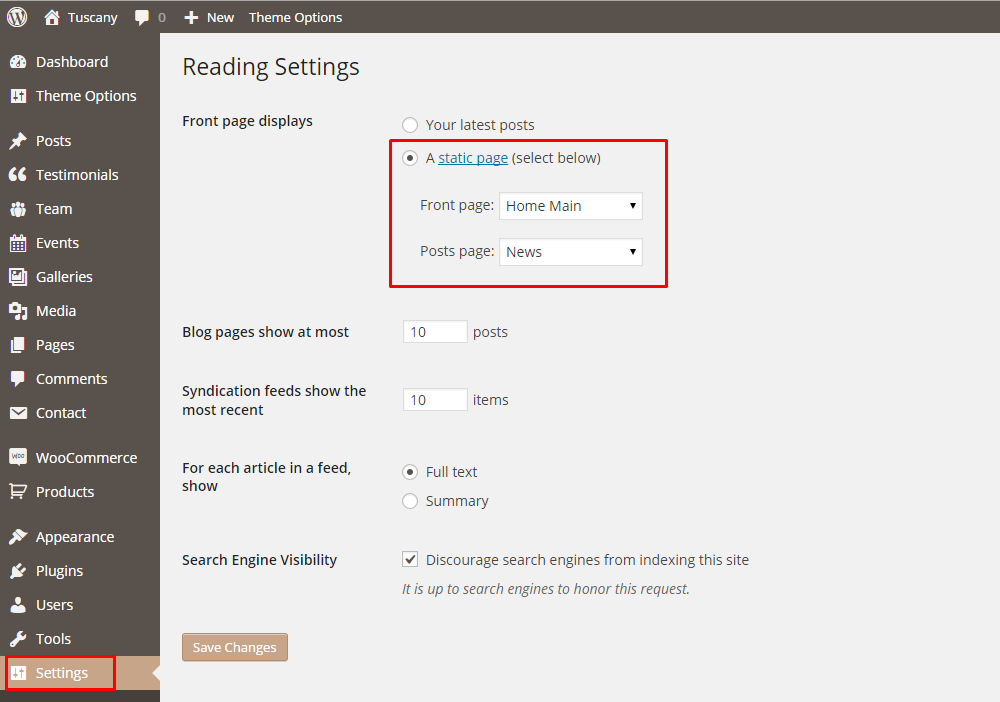 Tuscany 0 New Theme Options
Dashboard
Theme Options
Posts
Testimonials
Team
Events
Galleries
Media
Pages
Comments
Contact
WooCommerce
Products
Appearance
Plugins
Users
Tools
Settings
Reading Settings
Front page displays
Your latest posts
A static page (select below)
Front page: Home Main
Posts page: News
Blog pages show at most 10 posts
Syndication feeds show the
most recent
10 items
For each article in a feed,
show
Full text
Summary
Search Engine Visibility
Discourage search engines from indexing this site
It is up to search engines to honor this request.
Save Changes